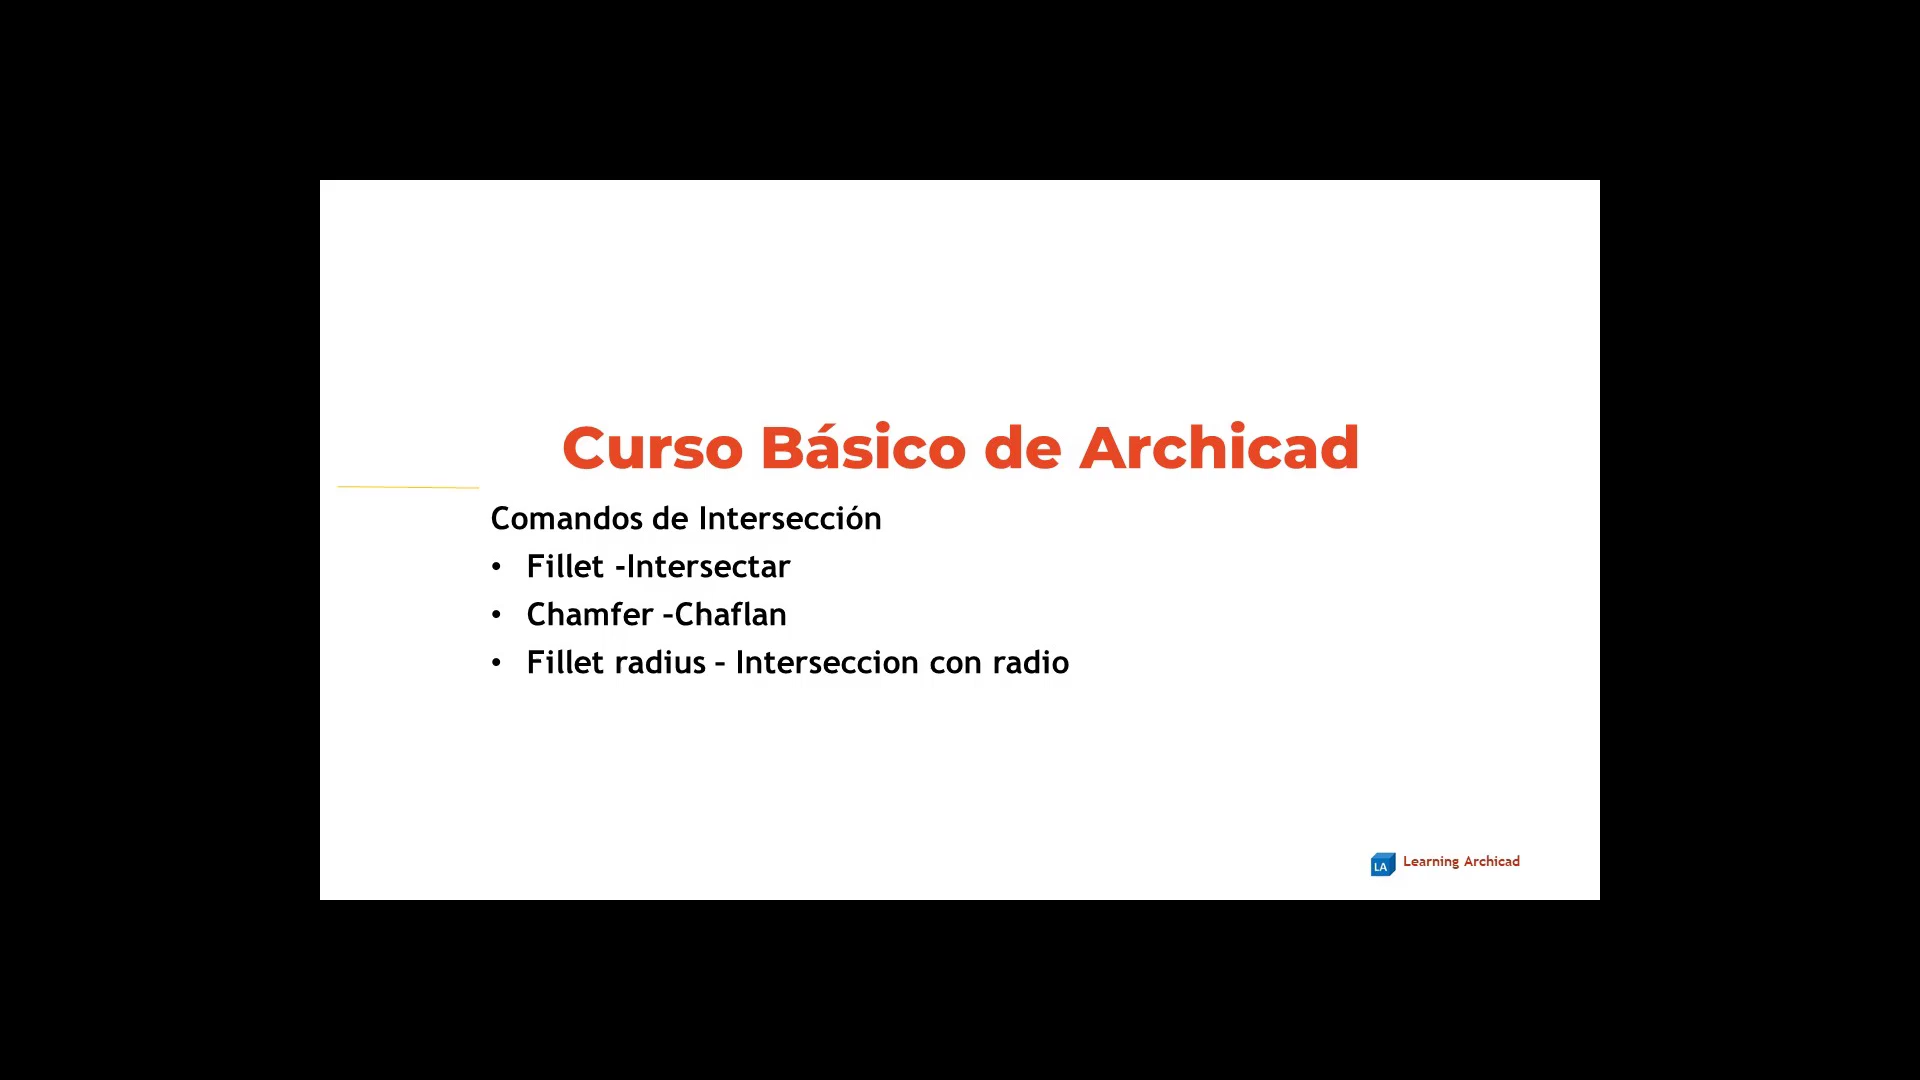 Curso Básico de Archicad
Comandos de Intersección
• Fillet -Intersectar
• Chamfer –Chaflan
• Fillet radius – Interseccion con radio
LA Learning Archicad